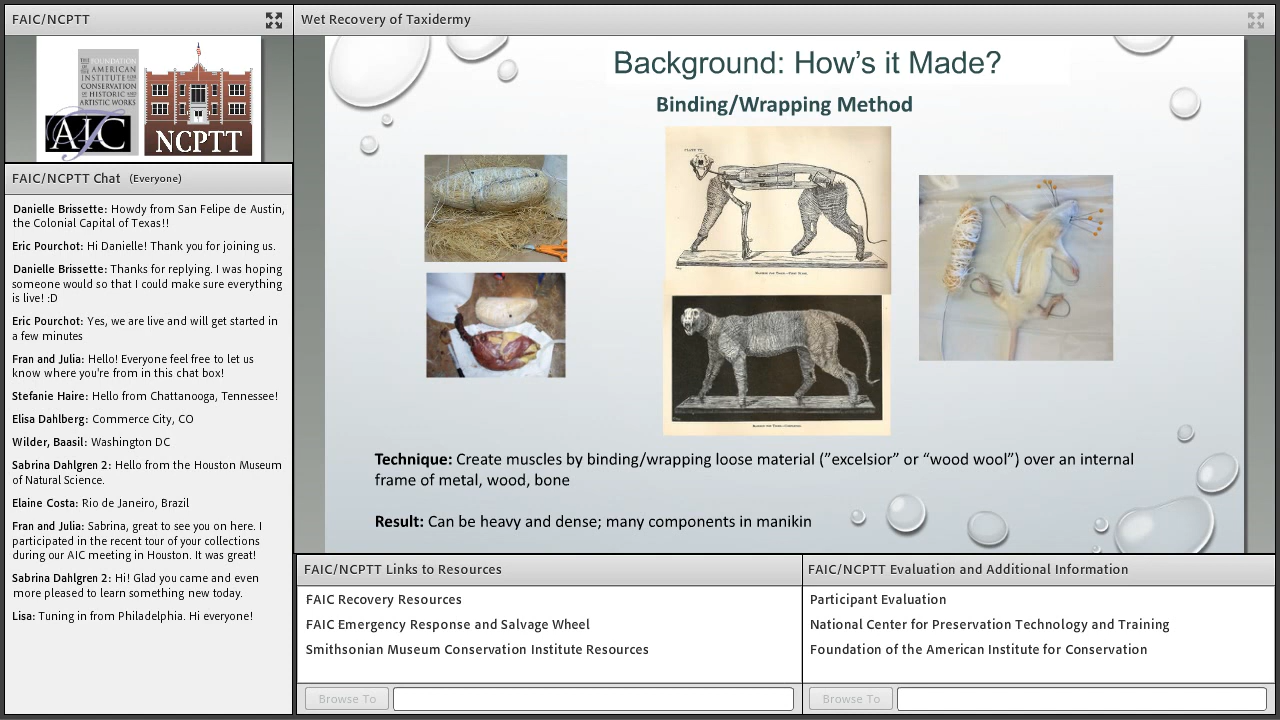 FAIC/NCPTT
THE FOUNDATION
OF THE
AMERICAN
INSTITUTE
FOR
CONSERVATION
OF HISTORIC
AND
ARTISTIC WORKS
AIC
NCPTT
FAIC/NCPTT Chat (Everyone)
Danielle Brissette: Howdy from San Felipe de Austin,
the Colonial Capital of Texas!!
Eric Pourchot: Hi Danielle! Thank you for joining us.
Danielle Brissette: Thanks for replying. I was hoping
someone would so that I could make sure everything
is live! :D
Eric Pourchot: Yes, we are live and will get started in
a few minutes
Fran and Julia: Hello! Everyone feel free to let us
know where you're from in this chat box!
Stefanie Haire: Hello from Chattanooga, Tennessee!
Elisa Dahlberg: Commerce City, CO
Wilder, Baasil: Washington DC
Sabrina Dahlgren 2: Hello from the Houston Museum
of Natural Science.
Elaine Costa: Rio de Janeiro, Brazil
Fran and Julia: Sabrina, great to see you on here. I
participated in the recent tour of your collections
during our AIC meeting in Houston. It was great!
Sabrina Dahlgren 2: Hi! Glad you came and even
more pleased to learn something new today.
Lisa: Tuning in from Philadelphia. Hi everyone!
Wet Recovery of Taxidermy
Background: How’s it Made?
Binding/Wrapping Method
Technique: Create muscles by binding/wrapping loose material (”excelsior” or “wood wool”) over an internal
frame of metal, wood, bone
Result: Can be heavy and dense; many components in manikin
FAIC/NCPTT Links to Resources
FAIC Recovery Resources
FAIC Emergency Response and Salvage Wheel
Smithsonian Museum Conservation Institute Resources
Browse To
FAIC/NCPTT Evaluation and Additional Information
Participant Evaluation
National Center for Preservation Technology and Training
Foundation of the American Institute for Conservation
Browse To